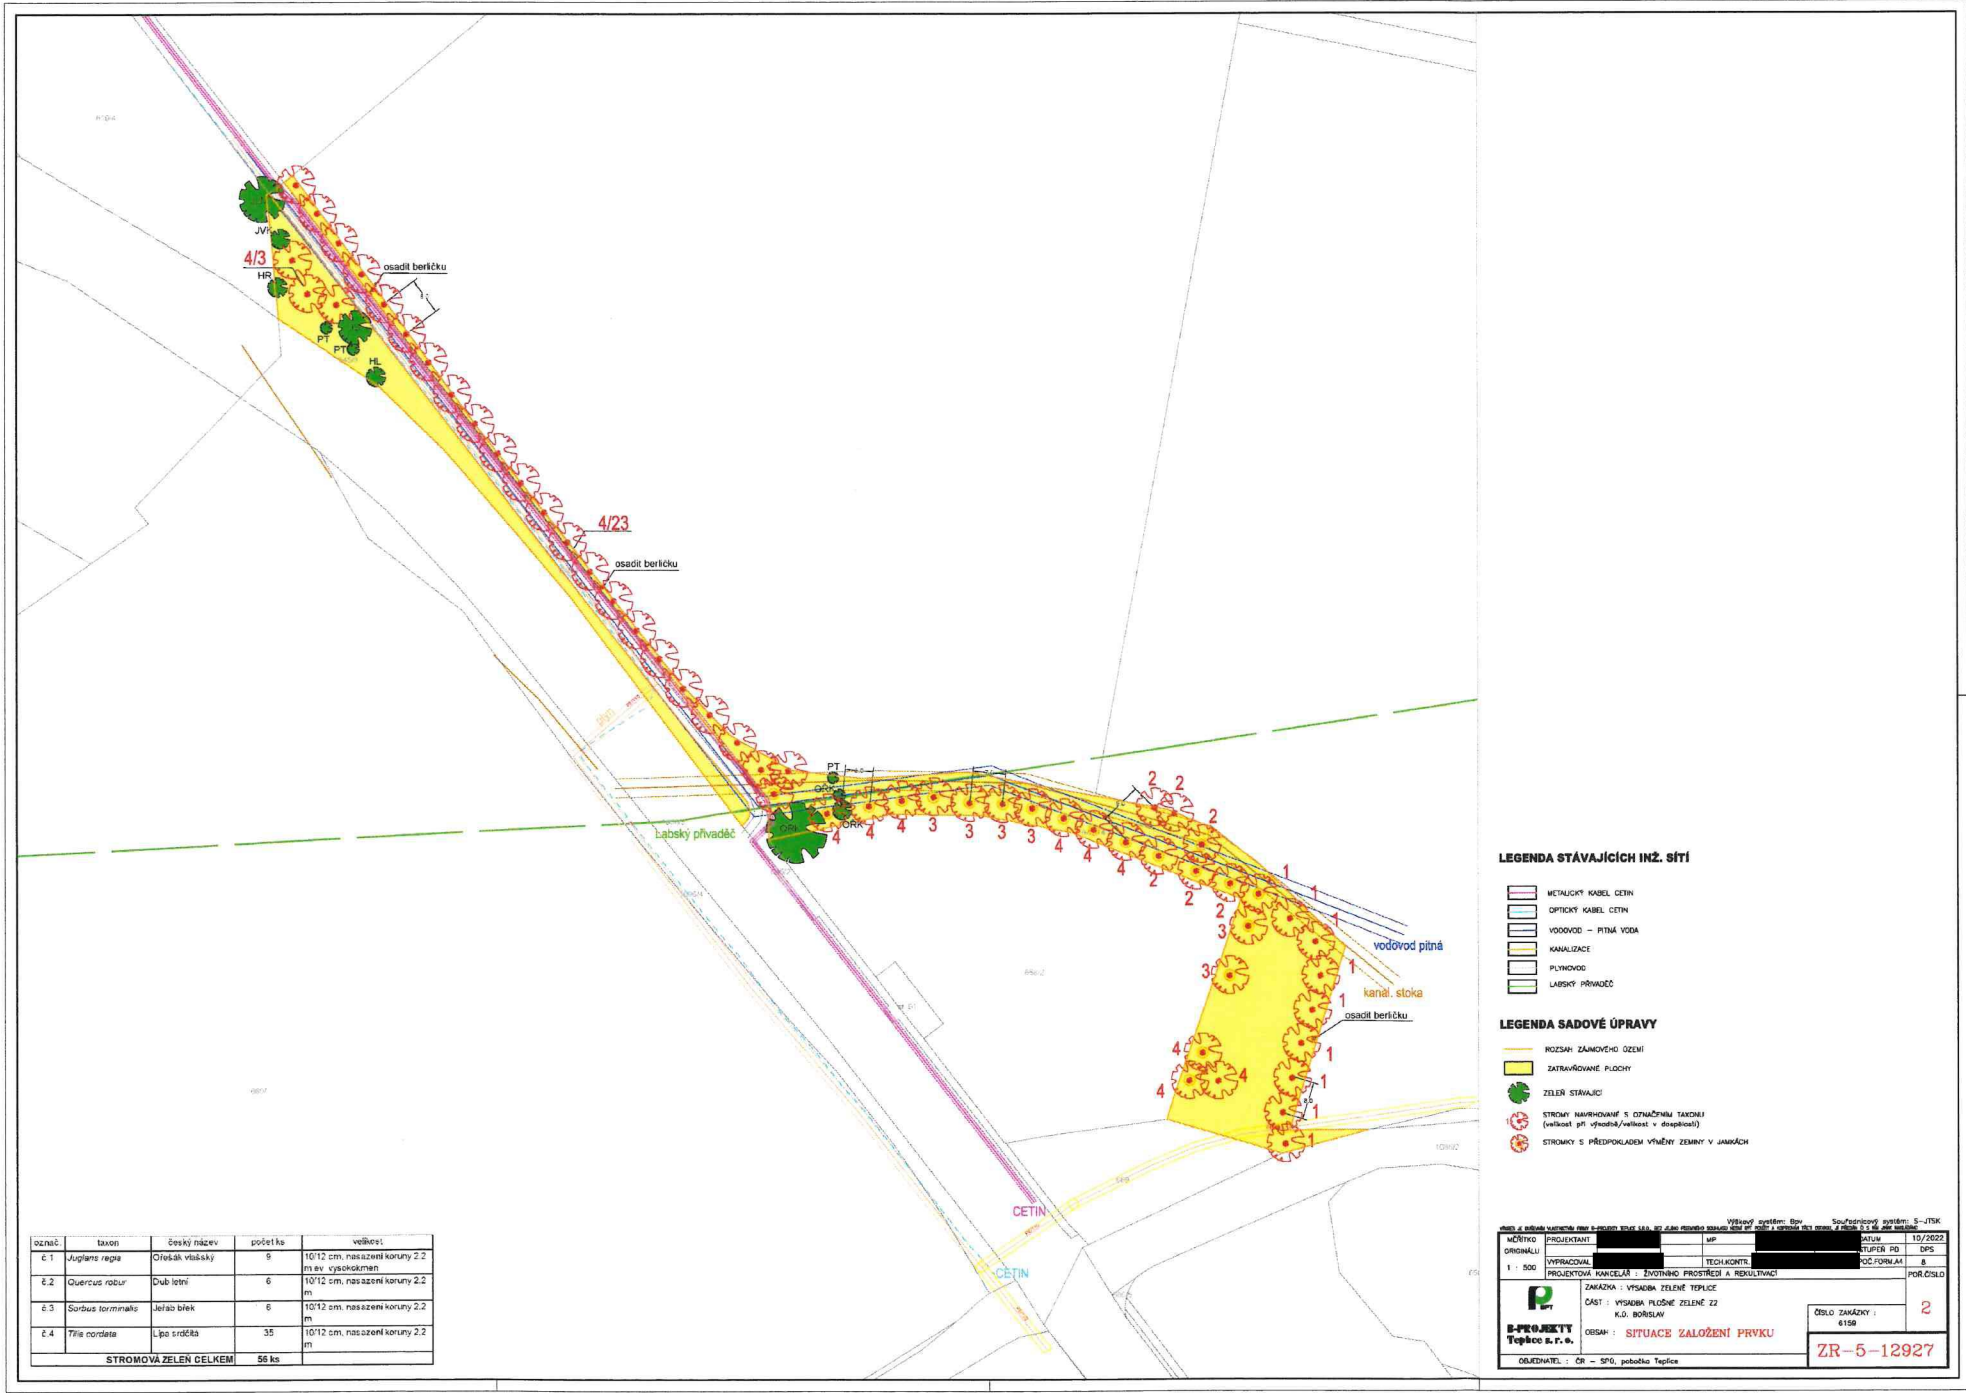 JVK
4/3
HR
osadit berličku
PT
PT
HL
4/23
osadit berličku
Labský přivaděč
PT
OŘK
OŘK
4
4
4
3
3
3
3
4
4
4
2
2
2
2
2
2
1
1
1
3
3
1
1
1
1
1
1
4
4
4
vodovod pitná
kanal. stoka
osadit berličku
CETIN
CETIN
LEGENDA STÁVAJÍCÍCH INŽ. SÍTÍ
METALICKÝ KABEL CETIN
OPTICKÝ KABEL CETIN
VODOVOD – PITNÁ VODA
KANALIZACE
PLYNOVOD
LABSKÝ PŘIVADĚČ
LEGENDA SADOVÉ ÚPRAVY
ROZSAH ZÁJMOVÉHO ÚZEMÍ
ZATRAVŇOVANÉ PLOCHY
ZELEŇ STÁVAJÍCÍ
STROMY NAVRHOVANÉ S OZNAČENÍM TAXONU
(velikost při výsadbě/velikost v dospělosti)
STROMKY S PŘEDPOKLADEM VÝMĚNY ZEMINY V JAMKÁCH
označ. taxon český název počet ks velikost
č.1 Juglans regia Ořešák vlašský 9 10/12 cm, nasazení koruny 2,2 m ev. vysokokmen
č.2 Quercus robur Dub letní 6 10/12 cm, nasazení koruny 2,2 m
č.3 Sorbus torminalis Jeřáb břek 6 10/12 cm, nasazení koruny 2,2 m
č.4 Tilia cordata Lípa srdčitá 35 10/12 cm, nasazení koruny 2,2 m
STROMOVÁ ZELEŇ CELKEM 56 ks
Výškový systém: Bpv Souřadnicový systém: S-JTSK
MĚŘÍTKO ORIGINÁLU
1 : 500
PROJEKTANT
MP
DATUM 10/2022
STUPEŇ PD DPS
VYPRACOVAL
TECH.KONTR.
POČ.FORM.A4 8
PROJEKTOVÁ KANCELÁŘ : ŽIVOTNÍHO PROSTŘEDÍ A REKULTIVACÍ
POŘ.ČÍSLO
2
BPT
B-PROJEKTY
Teplice s.r.o.
ZAKÁZKA : VÝSADBA ZELENĚ TEPLICE
ČÁST : VÝSADBA PLOŠNÉ ZELENĚ Z2
K.Ú. BOŘISLAV
OBSAH : SITUACE ZALOŽENÍ PRVKU
ČÍSLO ZAKÁZKY :
6159
ZR-5-12927
OBJEDNATEL : ČR – SPÚ, pobočka Teplice